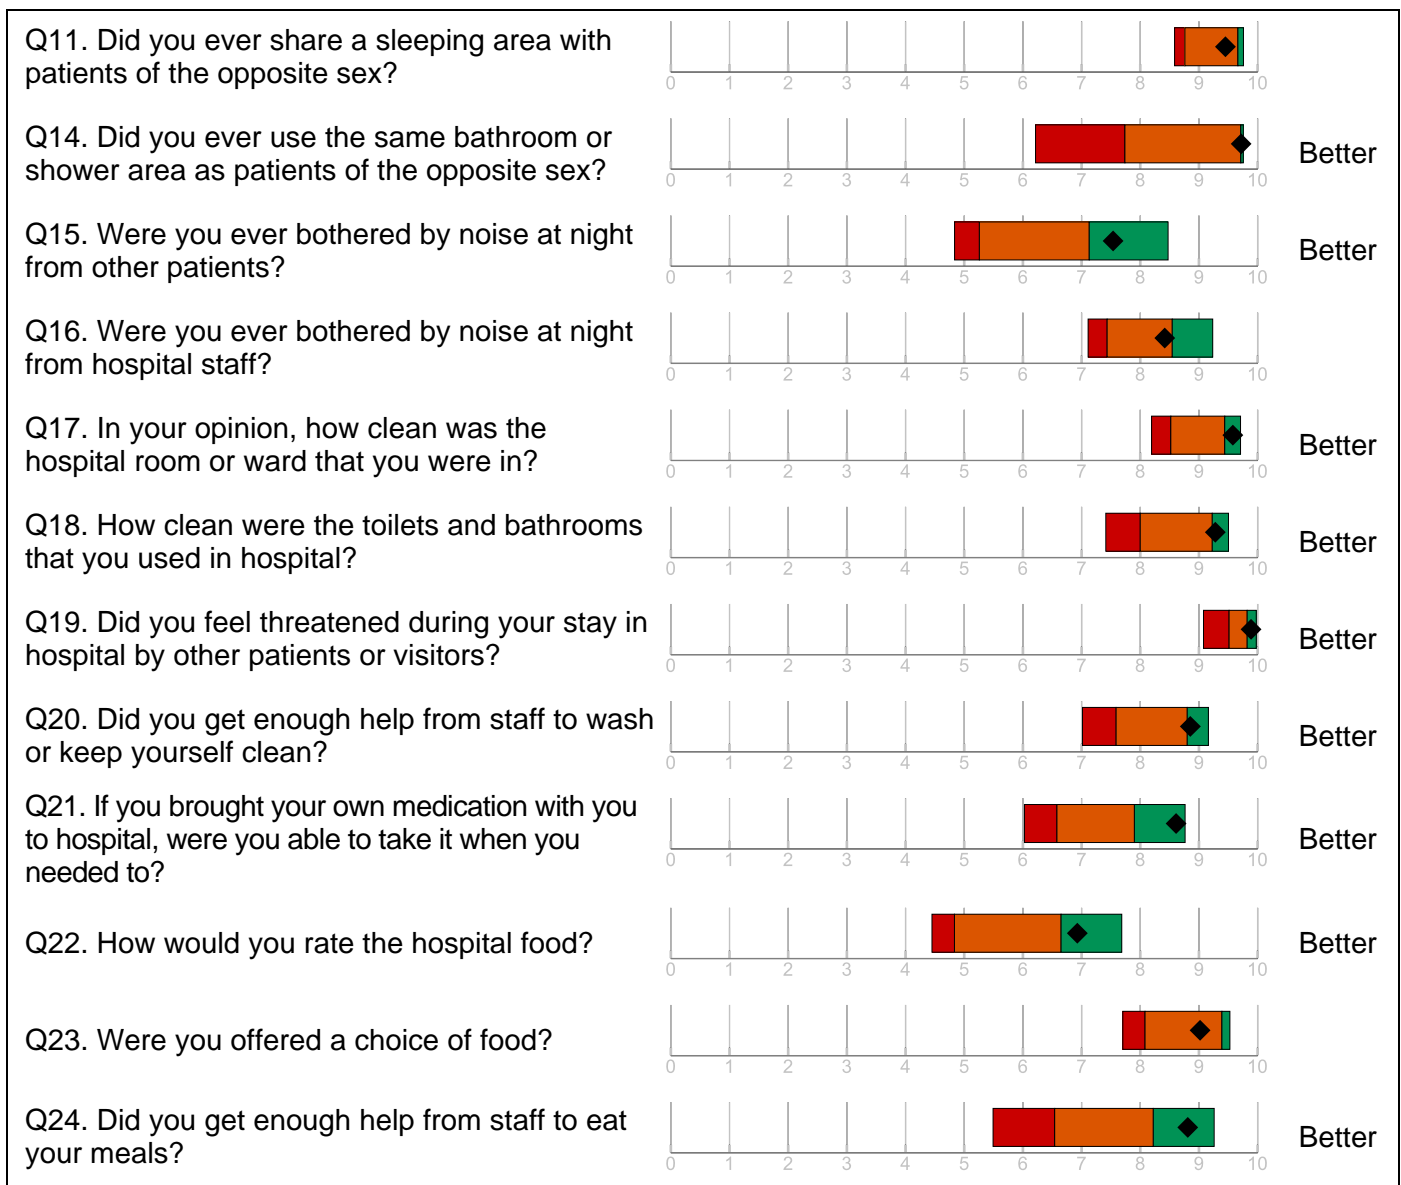 Q11. Did you ever share a sleeping area with
patients of the opposite sex?
0 1 2 3 4 5 6 7 8 9 10
Q14. Did you ever use the same bathroom or
shower area as patients of the opposite sex?
Better
0 1 2 3 4 5 6 7 8 9 10
Q15. Were you ever bothered by noise at night
from other patients?
Better
0 1 2 3 4 5 6 7 8 9 10
Q16. Were you ever bothered by noise at night
from hospital staff?
0 1 2 3 4 5 6 7 8 9 10
Q17. In your opinion, how clean was the
hospital room or ward that you were in?
Better
0 1 2 3 4 5 6 7 8 9 10
Q18. How clean were the toilets and bathrooms
that you used in hospital?
Better
0 1 2 3 4 5 6 7 8 9 10
Q19. Did you feel threatened during your stay in
hospital by other patients or visitors?
Better
0 1 2 3 4 5 6 7 8 9 10
Q20. Did you get enough help from staff to wash
or keep yourself clean?
Better
0 1 2 3 4 5 6 7 8 9 10
Q21. If you brought your own medication with you
to hospital, were you able to take it when you
needed to?
Better
0 1 2 3 4 5 6 7 8 9 10
Q22. How would you rate the hospital food?
Better
0 1 2 3 4 5 6 7 8 9 10
Q23. Were you offered a choice of food?
0 1 2 3 4 5 6 7 8 9 10
Q24. Did you get enough help from staff to eat
your meals?
Better
0 1 2 3 4 5 6 7 8 9 10